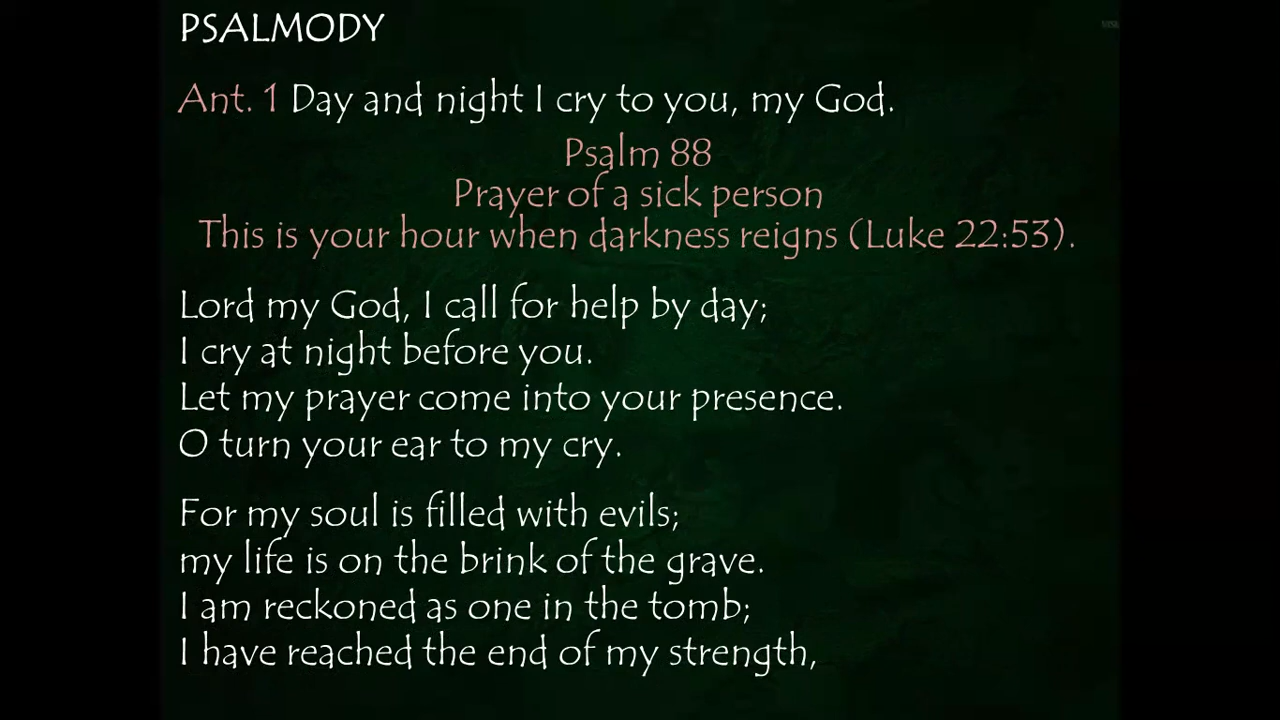 PSALMODY
Ant. 1 Day and night I cry to you, my God.
Psalm 88
Prayer of a sick person
This is your hour when darkness reigns (Luke 22:53).
Lord my God, I call for help by day;
I cry at night before you.
Let my prayer come into your presence.
O turn your ear to my cry.
For my soul is filled with evils;
my life is on the brink of the grave.
I am reckoned as one in the tomb;
I have reached the end of my strength,